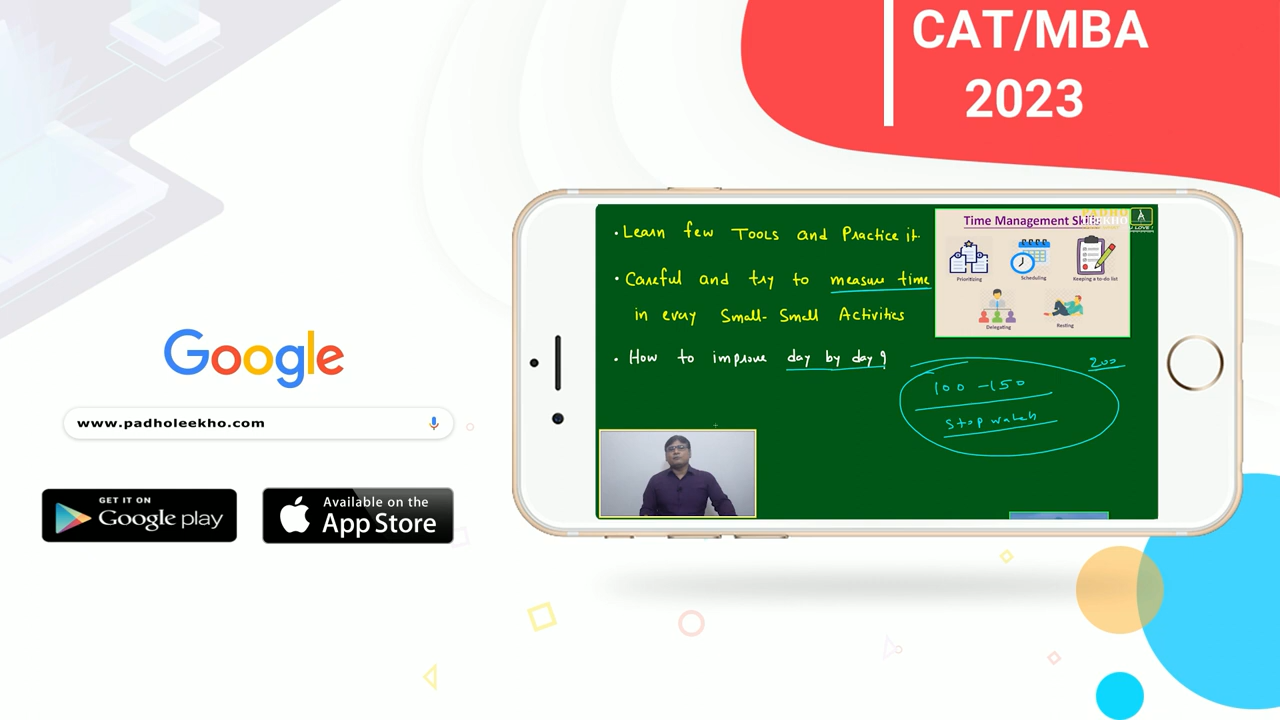 CAT/MBA
2023
Google
www.padholeekho.com
GET IT ON
Google play
Available on the
App Store
• Learn few TOOLS and Practice it
• Careful and try to measure time
in every Small-Small Activities
• How to improve day by day?
Time Management Skills
Prioritizing
Scheduling
Keeping a to-do list
Delegating
Resting
200
100-150
Stop watch